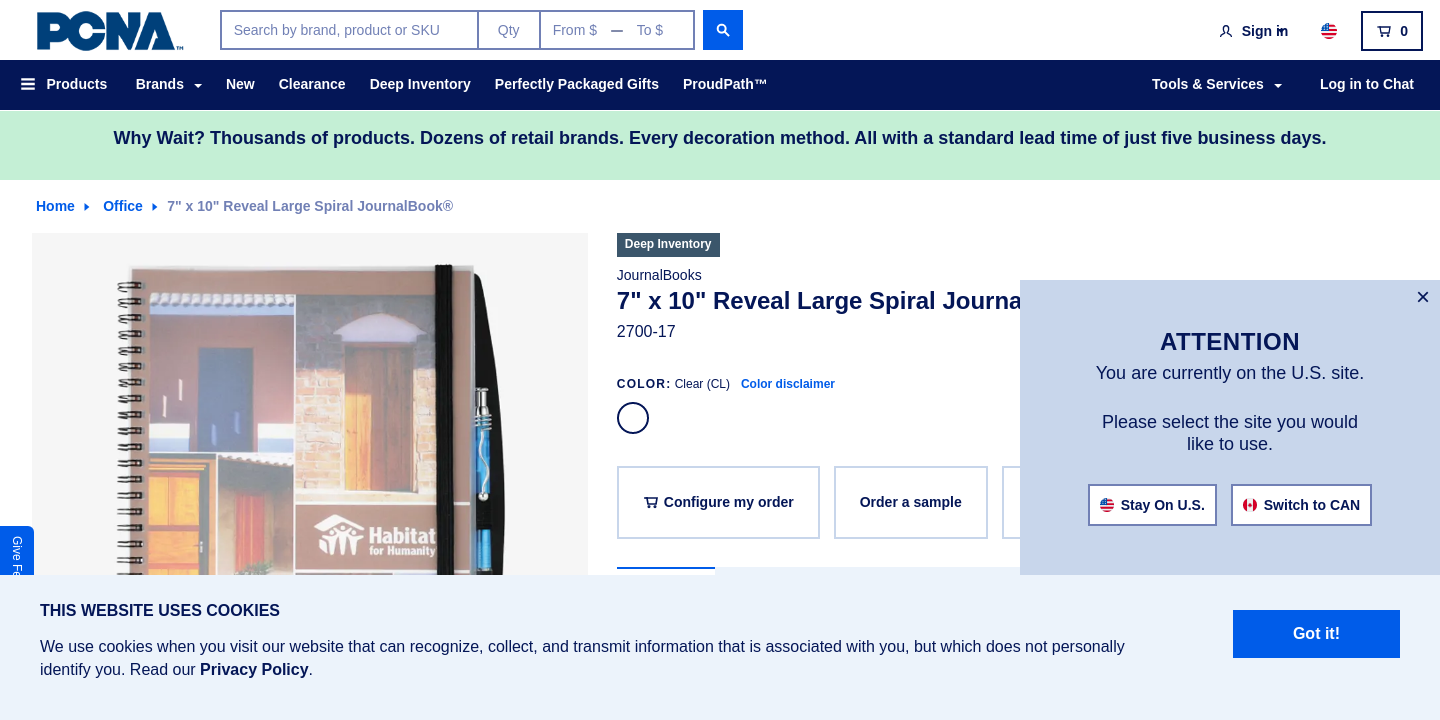 PCNA™
Search by brand, product or SKU
Qty
From $ — To $
Sign in
0
Products
Brands
New
Clearance
Deep Inventory
Perfectly Packaged Gifts
ProudPath™
Tools & Services
Log in to Chat
Why Wait? Thousands of products. Dozens of retail brands. Every decoration method. All with a standard lead time of just five business days.
Home
Office
7" x 10" Reveal Large Spiral JournalBook®
Deep Inventory
JournalBooks
7" x 10" Reveal Large Spiral Journa
2700-17
COLOR: Clear (CL) Color disclaimer
Configure my order
Order a sample
Habitat
for Humanity
Give Fe
×
ATTENTION
You are currently on the U.S. site.
Please select the site you would
like to use.
Stay On U.S.
Switch to CAN
THIS WEBSITE USES COOKIES
We use cookies when you visit our website that can recognize, collect, and transmit information that is associated with you, but which does not personally
identify you. Read our Privacy Policy.
Got it!